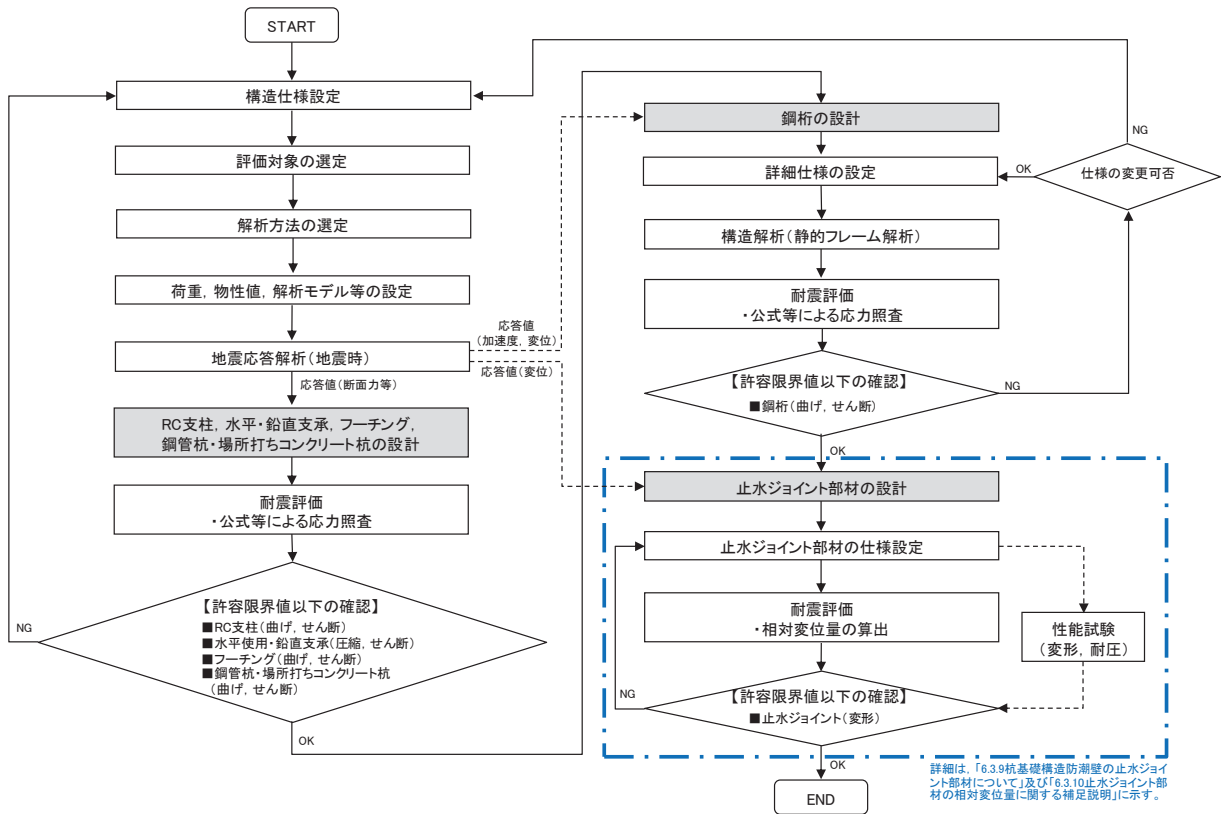 START
構造仕様設定
評価対象の選定
解析方法の選定
荷重, 物性値, 解析モデル等の設定
地震応答解析(地震時)
応答値
(加速度, 変位)
応答値(変位)
応答値(断面力等)
RC支柱, 水平・鉛直支承, フーチング,
鋼管杭・場所打ちコンクリート杭の設計
耐震評価
・公式等による応力照査
【許容限界値以下の確認】
■RC支柱(曲げ, せん断)
■水平使用・鉛直支承(圧縮, せん断)
■フーチング(曲げ, せん断)
■鋼管杭・場所打ちコンクリート杭
(曲げ, せん断)
NG
OK
鋼桁の設計
詳細仕様の設定
構造解析(静的フレーム解析)
耐震評価
・公式等による応力照査
【許容限界値以下の確認】
■鋼桁(曲げ, せん断)
NG
OK
仕様の変更可否
NG
OK
止水ジョイント部材の設計
止水ジョイント部材の仕様設定
耐震評価
・相対変位量の算出
性能試験
(変形, 耐圧)
【許容限界値以下の確認】
■止水ジョイント(変形)
NG
OK
END
詳細は,「6.3.9杭基礎構造防潮壁の止水ジョイ
ント部材について」及び「6.3.10止水ジョイント部
材の相対変位量に関する補足説明」に示す。